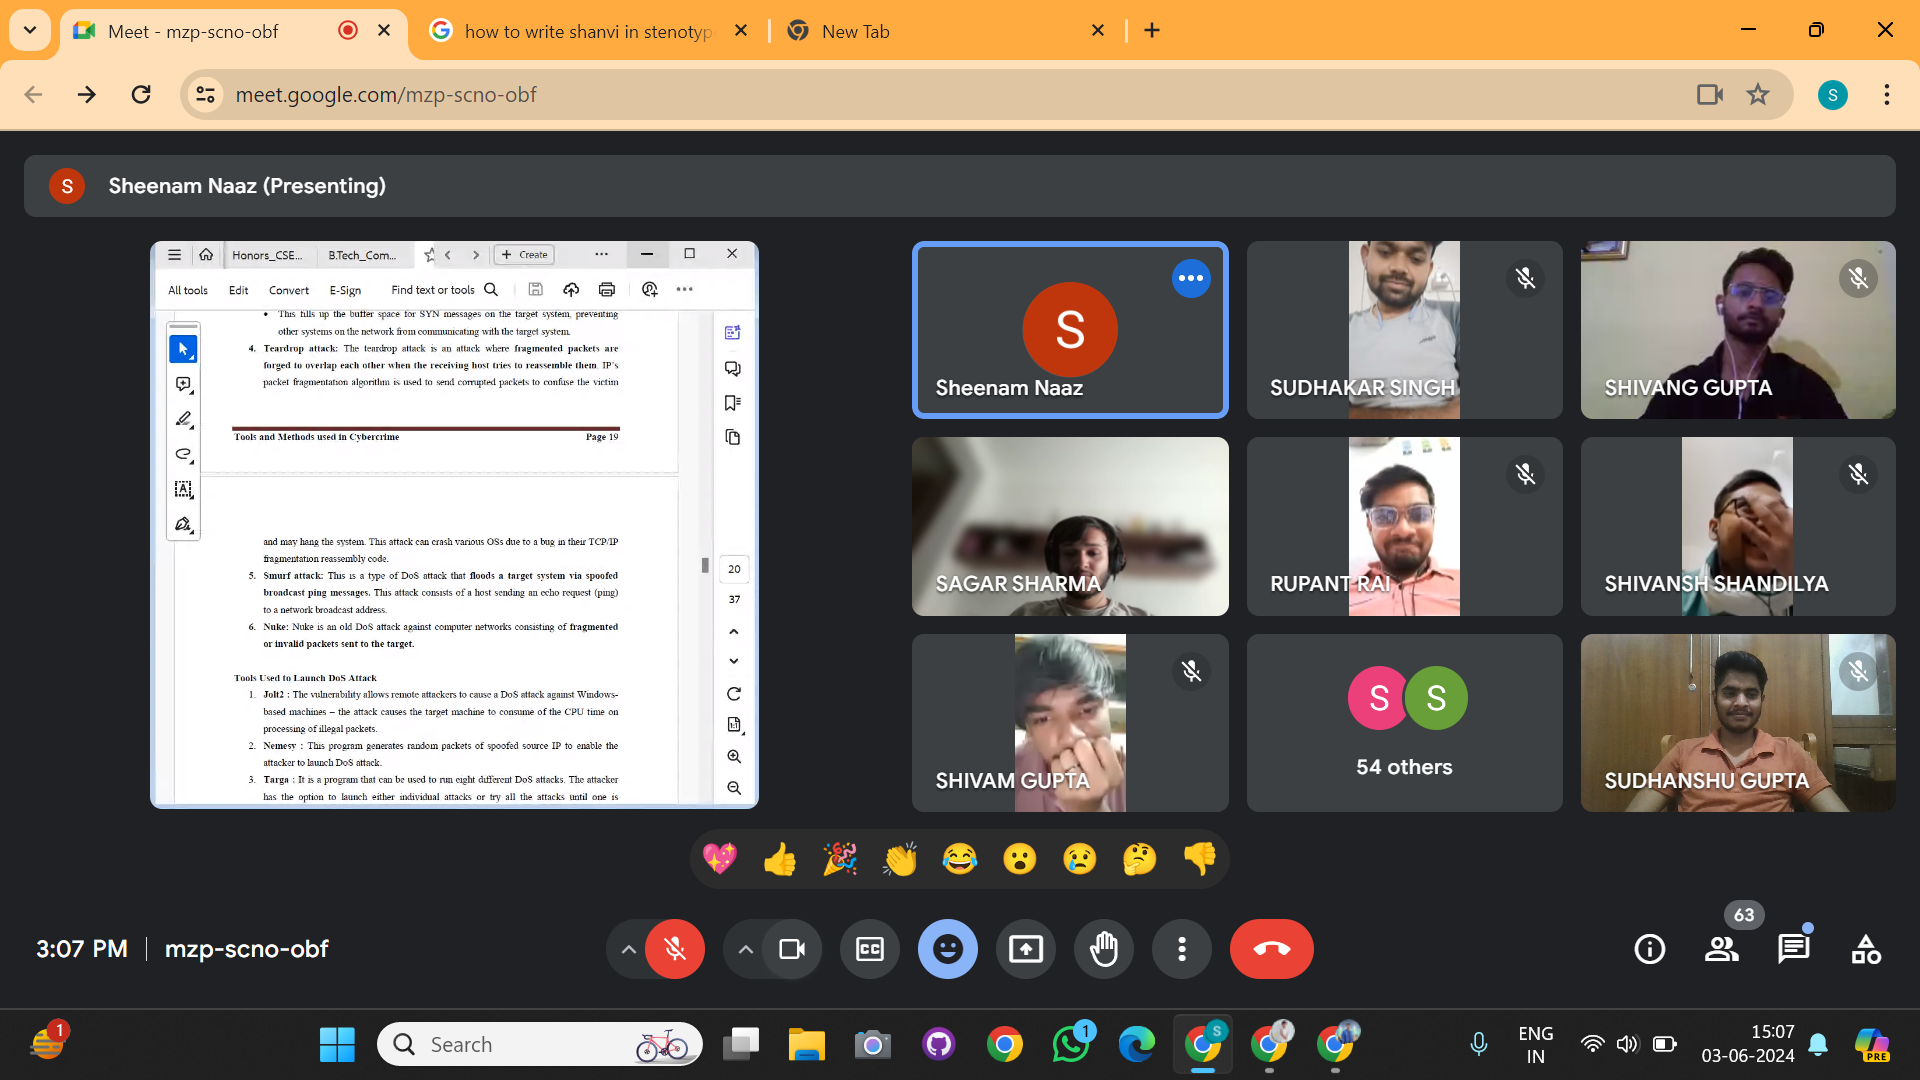 Meet - mzp-scno-obf
how to write shanvi in stenotyp
New Tab
meet.google.com/mzp-scno-obf
S
S
Sheenam Naaz (Presenting)
Honors_CSE...
B.Tech_Com...
Create
All tools
Edit
Convert
E-Sign
Find text or tools
• This fills up the buffer space for SYN messages on the target system, preventing
other systems on the network from communicating with the target system.
4. Teardrop attack: The teardrop attack is an attack where fragmented packets are
forged to overlap each other when the receiving host tries to reassemble them. IP's
packet fragmentation algorithm is used to send corrupted packets to confuse the victim
Tools and Methods used in Cybercrime Page 19
and may hang the system. This attack can crash various OSs due to a bug in their TCP/IP
fragmentation reassembly code.
5. Smurf attack: This is a type of DoS attack that floods a target system via spoofed
broadcast ping messages. This attack consists of a host sending an echo request (ping)
to a network broadcast address.
6. Nuke: Nuke is an old DoS attack against computer networks consisting of fragmented
or invalid packets sent to the target.
Tools Used to Launch DoS Attack
1. Jolt2 : The vulnerability allows remote attackers to cause a DoS attack against Windows-
based machines – the attack causes the target machine to consume of the CPU time on
processing of illegal packets.
2. Nemesy : This program generates random packets of spoofed source IP to enable the
attacker to launch DoS attack.
3. Targa : It is a program that can be used to run eight different DoS attacks. The attacker
has the option to launch either individual attacks or try all the attacks until one is
20
37
S
Sheenam Naaz
SUDHAKAR SINGH
SHIVANG GUPTA
SAGAR SHARMA
RUPANT RAI
SHIVANSH SHANDILYA
SHIVAM GUPTA
S S
54 others
SUDHANSHU GUPTA
3:07 PM
mzp-scno-obf
CC
63
1
Search
1
S
ENG
IN
15:07
03-06-2024
PRE